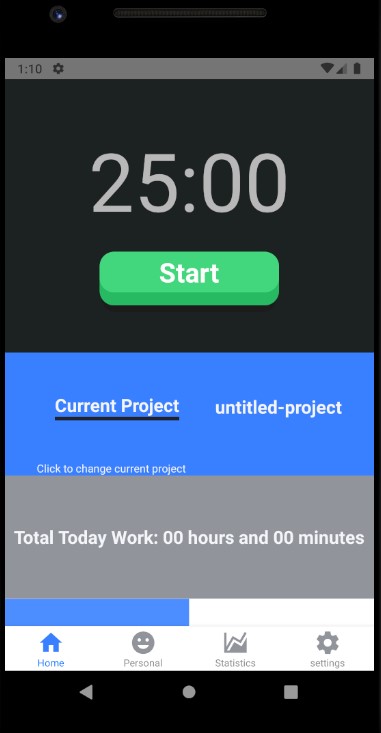 1:10
25:00
Start
Current Project
untitled-project
Click to change current project
Total Today Work: 00 hours and 00 minutes
Home
Personal
Statistics
settings